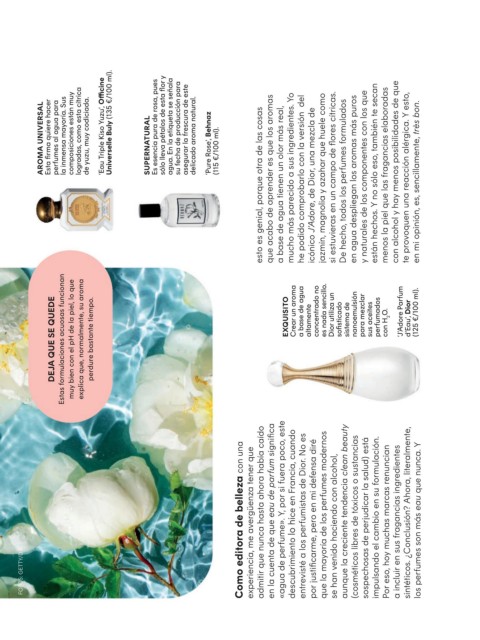 GETTY
DEJA QUE SE QUEDE
Estas formulaciones acuosas funcionan
muy bien con el pH de la piel, lo que
explica que, normalmente, su aroma
perdure bastante tiempo.
AROMA UNIVERSAL
Esta firma quiere hacer
perfumes al agua para
la inmensa mayoría. Sus
composiciones están muy
logradas, como esta cítrica
de yuzu, muy codiciada.
'Eau Triple Kiso Yuzu', Officine
Universelle Buly (135 €/100 ml).
SUPERNATURAL
Es esencia pura de rosa, pues
sólo lleva pétalos de esta flor y
agua. En la etiqueta se señala
su fecha de producción para
asegurar la frescura de este
delicado aroma natural.
'Pure Rose', Behnaz
(115 €/100 ml).
Como editora de belleza con una
experiencia, me avergüenza tener que
admitir que nunca hasta ahora había caído
en la cuenta de que eau de parfum significa
«agua de perfume». Y, por si fuera poco, este
descubrimiento lo hice en Francia, cuando
entrevisté a los perfumistas de Dior. No es
por justificarme, pero en mi defensa diré
que la mayoría de los perfumes modernos
se han venido haciendo con alcohol,
aunque la creciente tendencia clean beauty
(cosméticos libres de tóxicos o sustancias
sospechosas de perjudicar la salud) está
impulsando el cambio en su formulación.
Por eso, hoy muchas marcas renuncian
a incluir en sus fragancias ingredientes
sintéticos. ¿Conclusión? Ahora, literalmente,
los perfumes son más eau que nunca. Y
EXQUISITO
Crear un aroma
a base de agua
altamente
concentrado no
es nada sencillo.
Dior utiliza un
sofisticado
sistema de
nanoemulsión
para mezclar
sus aceites
perfumados
con H₂O.
'J'Adore Parfum
d'Eau', Dior
(125 €/100 ml).
esto es genial, porque otra de las cosas
que acabo de aprender es que los aromas
a base de agua tienen un olor más real,
mucho más parecido a sus ingredientes. Yo
he podido comprobarlo con la versión del
icónico J'Adore, de Dior, una mezcla de
jazmín, magnolia y azahar que huele como
si estuvieras en un campo de flores cítricas.
De hecho, todos los perfumes formulados
en agua despliegan los aromas más puros
y naturales de los componentes con los que
están hechos. Y no sólo eso, también te secan
menos la piel que las fragancias elaboradas
con alcohol y hay menos posibilidades de que
te provoquen una reacción alérgica. Y esto,
en mi opinión, es, sencillamente, très bon.